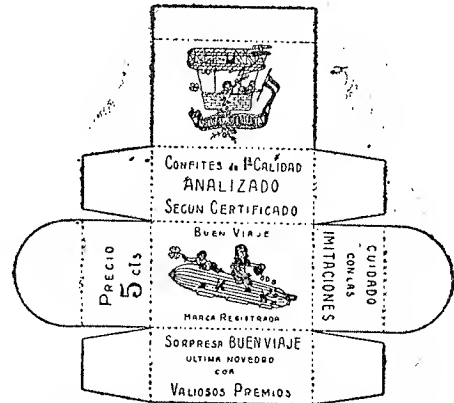 CONFITES de 1ª CALIDAD
ANALIZADO
SEGUN CERTIFICADO
BUEN VIAJE
PRECIO
5 cts
CUIDADO
CON LAS
IMITACIONES
MARCA REGISTRADA
SORPRESA BUEN VIAJE
ULTIMA NOVEDAD
CON
VALIOSOS PREMIOS